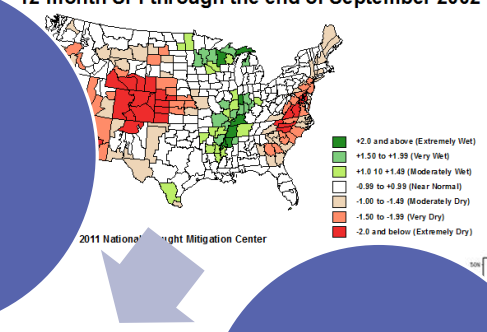 12-month SPI through the end of September 2002
+2.0 and above (Extremely Wet)
+1.50 to +1.99 (Very Wet)
+1.0 10 +1.49 (Moderately Wet)
-0.99 to +0.99 (Near Normal)
-1.00 to -1.49 (Moderately Dry)
-1.50 to -1.99 (Very Dry)
-2.0 and below (Extremely Dry)
2011 National ught Mitigation Center